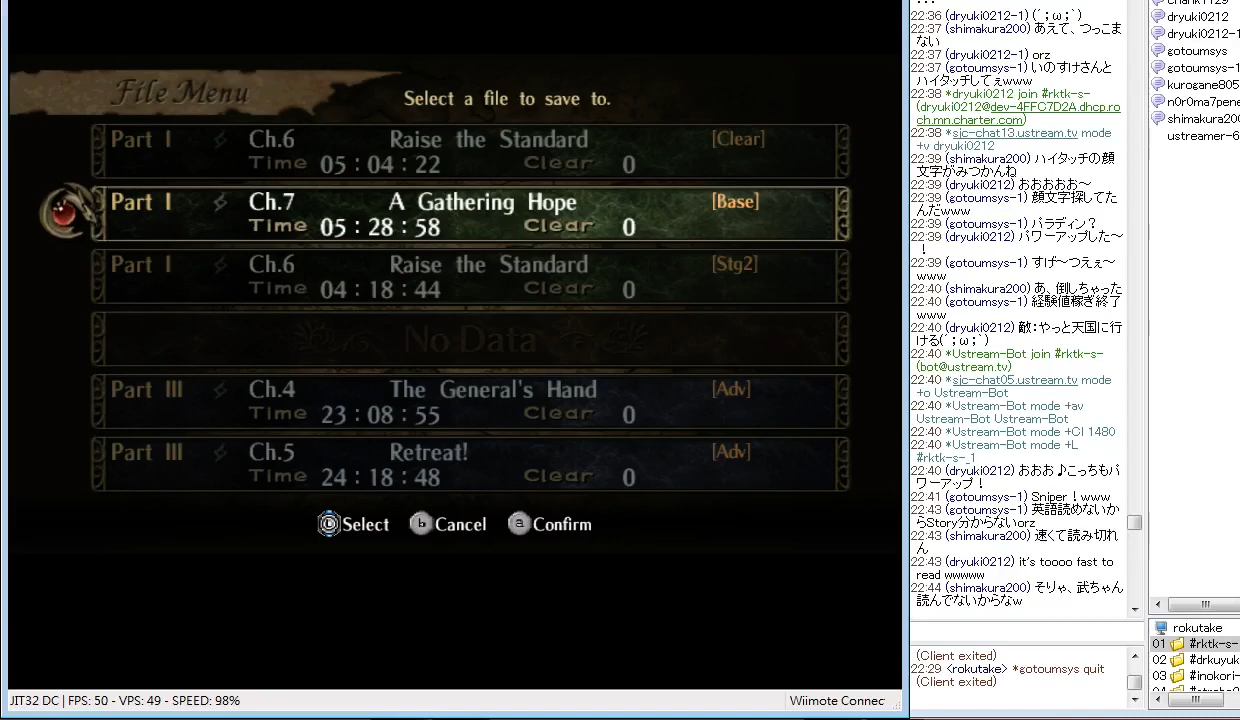 File Menu
Select a file to save to.
Part I Ch.6 Raise the Standard [Clear]
Time 05:04:22 Clear 0
Part I Ch.7 A Gathering Hope [Base]
Time 05:28:58 Clear 0
Part I Ch.6 Raise the Standard [Stg2]
Time 04:18:44 Clear 0
No Data
Part III Ch.4 The General's Hand [Adv]
Time 23:08:55 Clear 0
Part III Ch.5 Retreat! [Adv]
Time 24:18:48 Clear 0
Select b Cancel a Confirm
JIT32 DC | FPS: 50 - VPS: 49 - SPEED: 98%
Wiimote Connec
22:36 (dryuki0212-1) (´；ω；`)
22:37 (shimakura200) あえて、つっこま
ない
22:37 (dryuki0212-1) orz
22:37 (gotoumsys-1) いのすけさんと
ハイタッチしてぇwww
22:38 *dryuki0212 join #rktk-s-
(dryuki0212@dev-4FFC7D2A.dhcp.ro
ch.mn.charter.com)
22:38 *sjc-chat13.ustream.tv mode
+v dryuki0212
22:39 (shimakura200) ハイタッチの顔
文字がみつかんね
22:39 (dryuki0212) おおおおお～
22:39 (gotoumsys-1) 顔文字探してた
んだwww
22:39 (gotoumsys-1) パラディン？
22:39 (dryuki0212) パワーアップした～
！
22:39 (gotoumsys-1) すげ～つえぇ～
www
22:40 (shimakura200) あ、倒しちゃった
22:40 (gotoumsys-1) 経験値稼ぎ終了
www
22:40 (dryuki0212) 敵：やっと天国に行
ける(´；ω；`)
22:40 *Ustream-Bot join #rktk-s-
(bot@ustream.tv)
22:40 *sjc-chat05.ustream.tv mode
+o Ustream-Bot
22:40 *Ustream-Bot mode +av
Ustream-Bot Ustream-Bot
22:40 *Ustream-Bot mode +Cl 1480
22:40 *Ustream-Bot mode +L
#rktk-s-_1
22:40 (dryuki0212) おおお♪こっちもパ
ワーアップ！
22:41 (gotoumsys-1) Sniper！www
22:43 (gotoumsys-1) 英語読めないか
らStory分からないorz
22:43 (shimakura200) 速くて読み切れ
ん
22:43 (dryuki0212) it's toooo fast to
read wwwww
22:44 (shimakura200) そりゃ、武ちゃん
読んでないからなw
(Client exited)
22:29 <rokutake> *gotoumsys quit
(Client exited)
dryuki0212
dryuki0212-1
gotoumsys
gotoumsys-1
kurogane805
n0r0ma7pene
shimakura200
ustreamer-6
rokutake
01 #rktk-s-
02 #drkuyuk
03 #inokori-